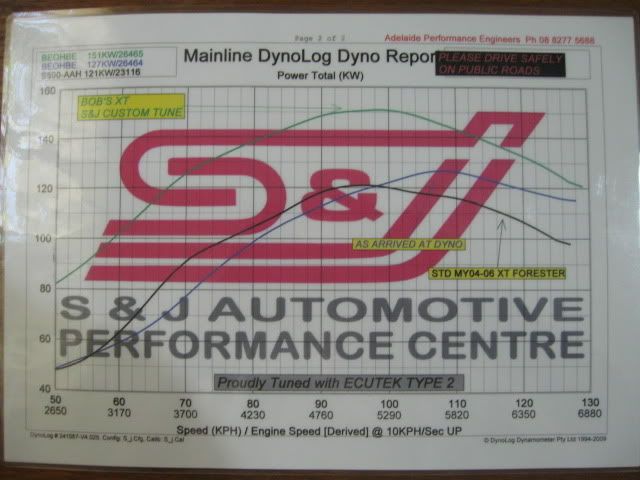 Page 2 of 2
Adelaide Performance Engineers Ph 08 8277 5688
BEOHBE 151KW/26465
BEOHBE 127KW/26464
S500-AAH 121KW/23116
Mainline DynoLog Dyno Report
Power Total (KW)
PLEASE DRIVE SAFELY
ON PUBLIC ROADS
BOB'S XT
S&J CUSTOM TUNE
S&J
AS ARRIVED AT DYNO
STD MY04-06 XT FORESTER
S & J AUTOMOTIVE
PERFORMANCE CENTRE
Proudly Tuned with ECUTEK TYPE 2
160
140
120
100
80
60
40
50 60 70 80 90 100 110 120 130
2650 3170 3700 4230 4760 5290 5820 6350 6880
Speed (KPH) / Engine Speed [Derived] @ 10KPH/Sec UP
© DynoLog Dynamometer Pty Ltd 1994-2009